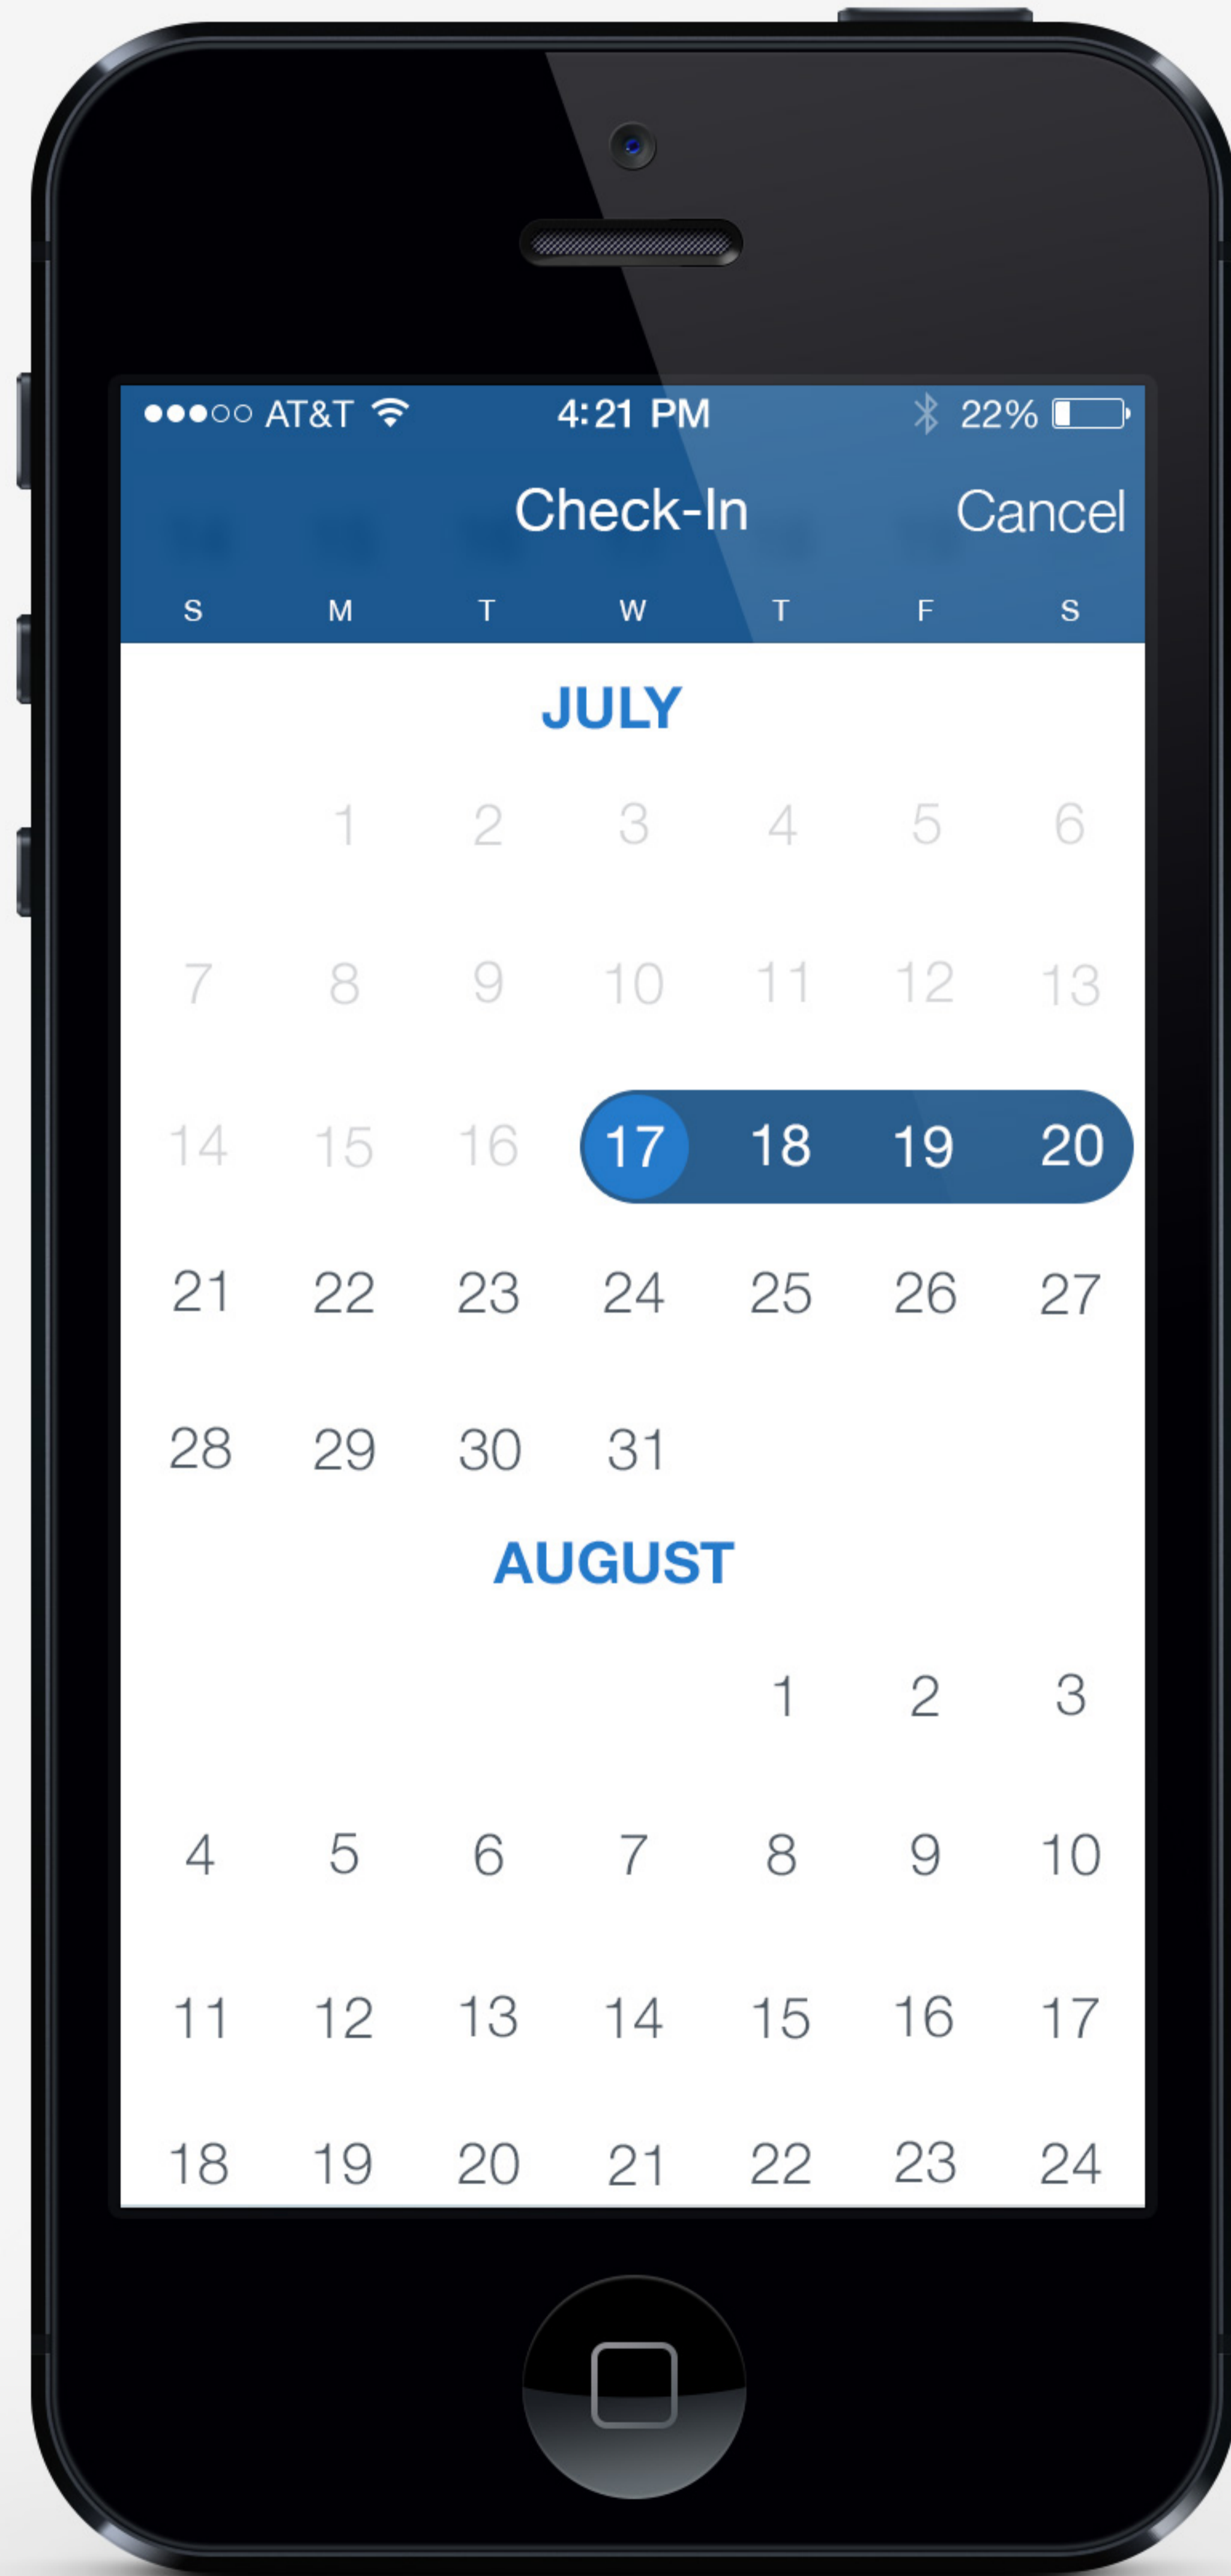 AT&T 4:21 PM 22%
Check-In Cancel
S M T W T F S
JULY
1 2 3 4 5 6
7 8 9 10 11 12 13
14 15 16 17 18 19 20
21 22 23 24 25 26 27
28 29 30 31
AUGUST
1 2 3
4 5 6 7 8 9 10
11 12 13 14 15 16 17
18 19 20 21 22 23 24